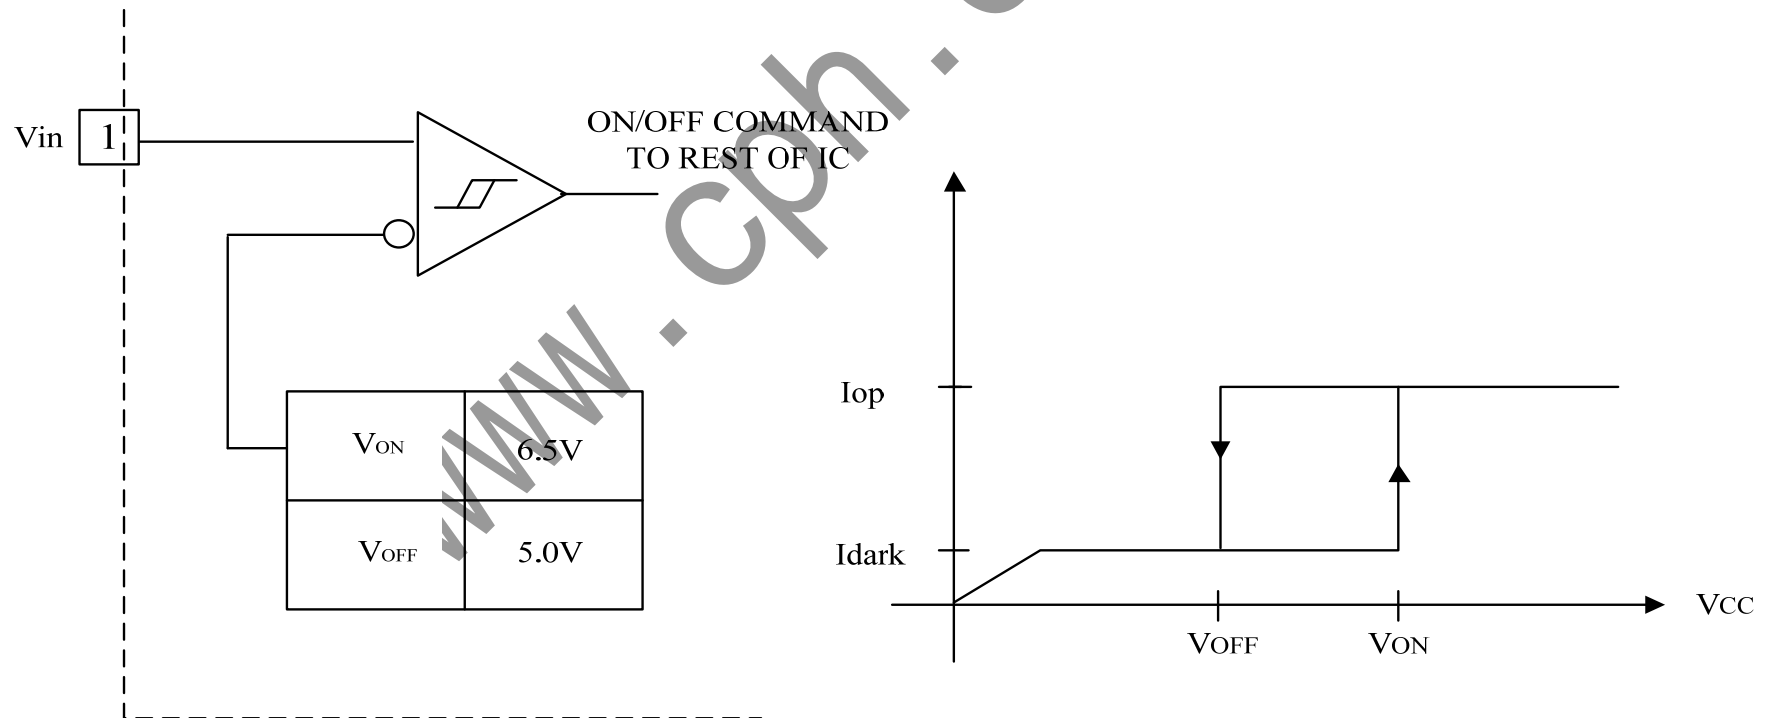 Vin
1
ON/OFF COMMAND
TO REST OF IC
VON
6.5V
VOFF
5.0V
Iop
Idark
VCC
VOFF
VON
www.cph.